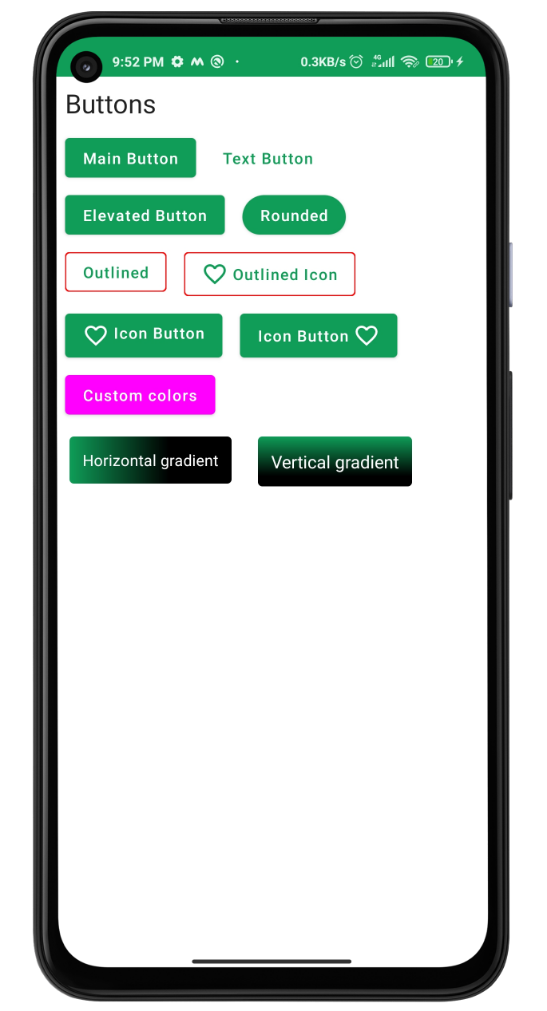 9:52 PM 0.3KB/s 4G 20
Buttons
Main Button Text Button
Elevated Button Rounded
Outlined Outlined Icon
Icon Button Icon Button
Custom colors
Horizontal gradient Vertical gradient